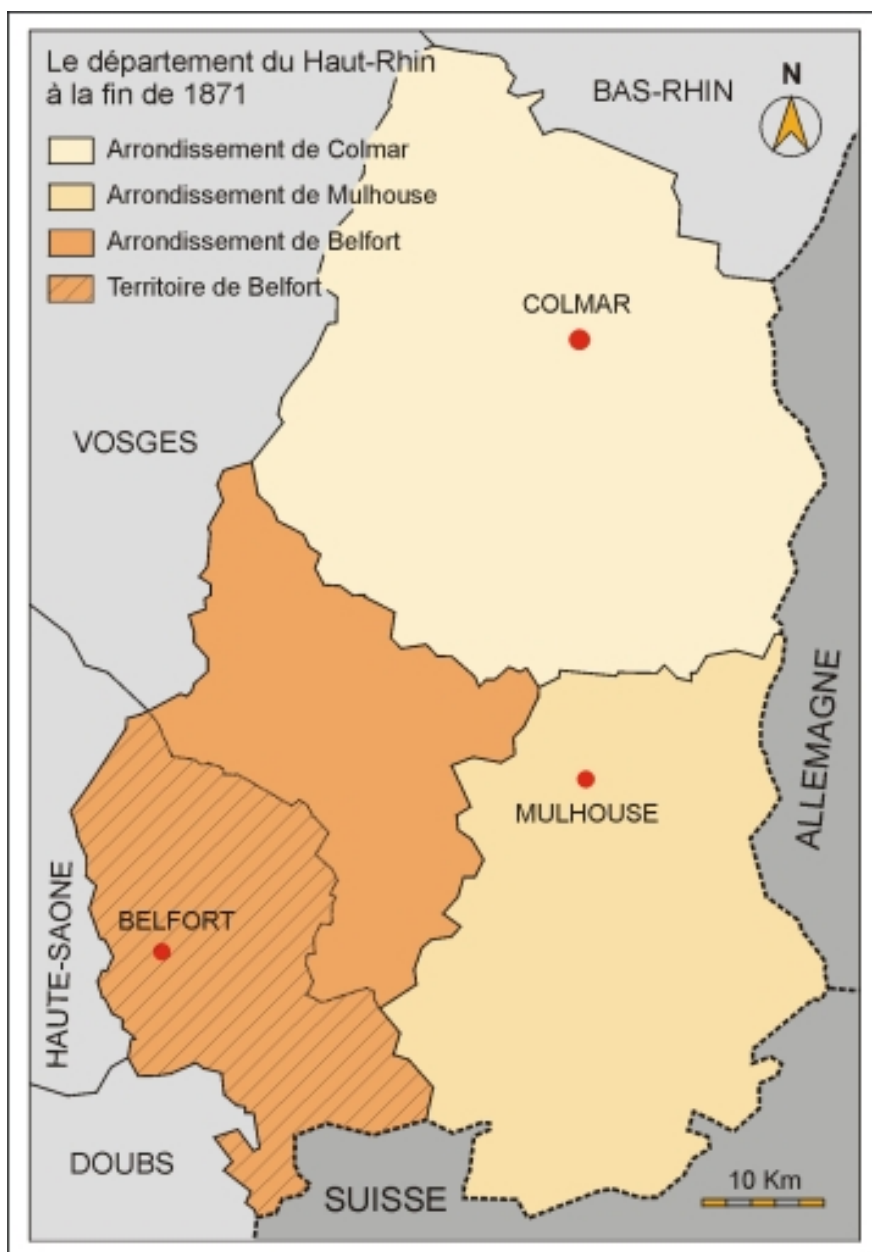 Le département du Haut-Rhin
à la fin de 1871
Arrondissement de Colmar
Arrondissement de Mulhouse
Arrondissement de Belfort
Territoire de Belfort
BAS-RHIN
N
COLMAR
VOSGES
ALLEMAGNE
MULHOUSE
BELFORT
HAUTE-SAONE
DOUBS
SUISSE
10 Km